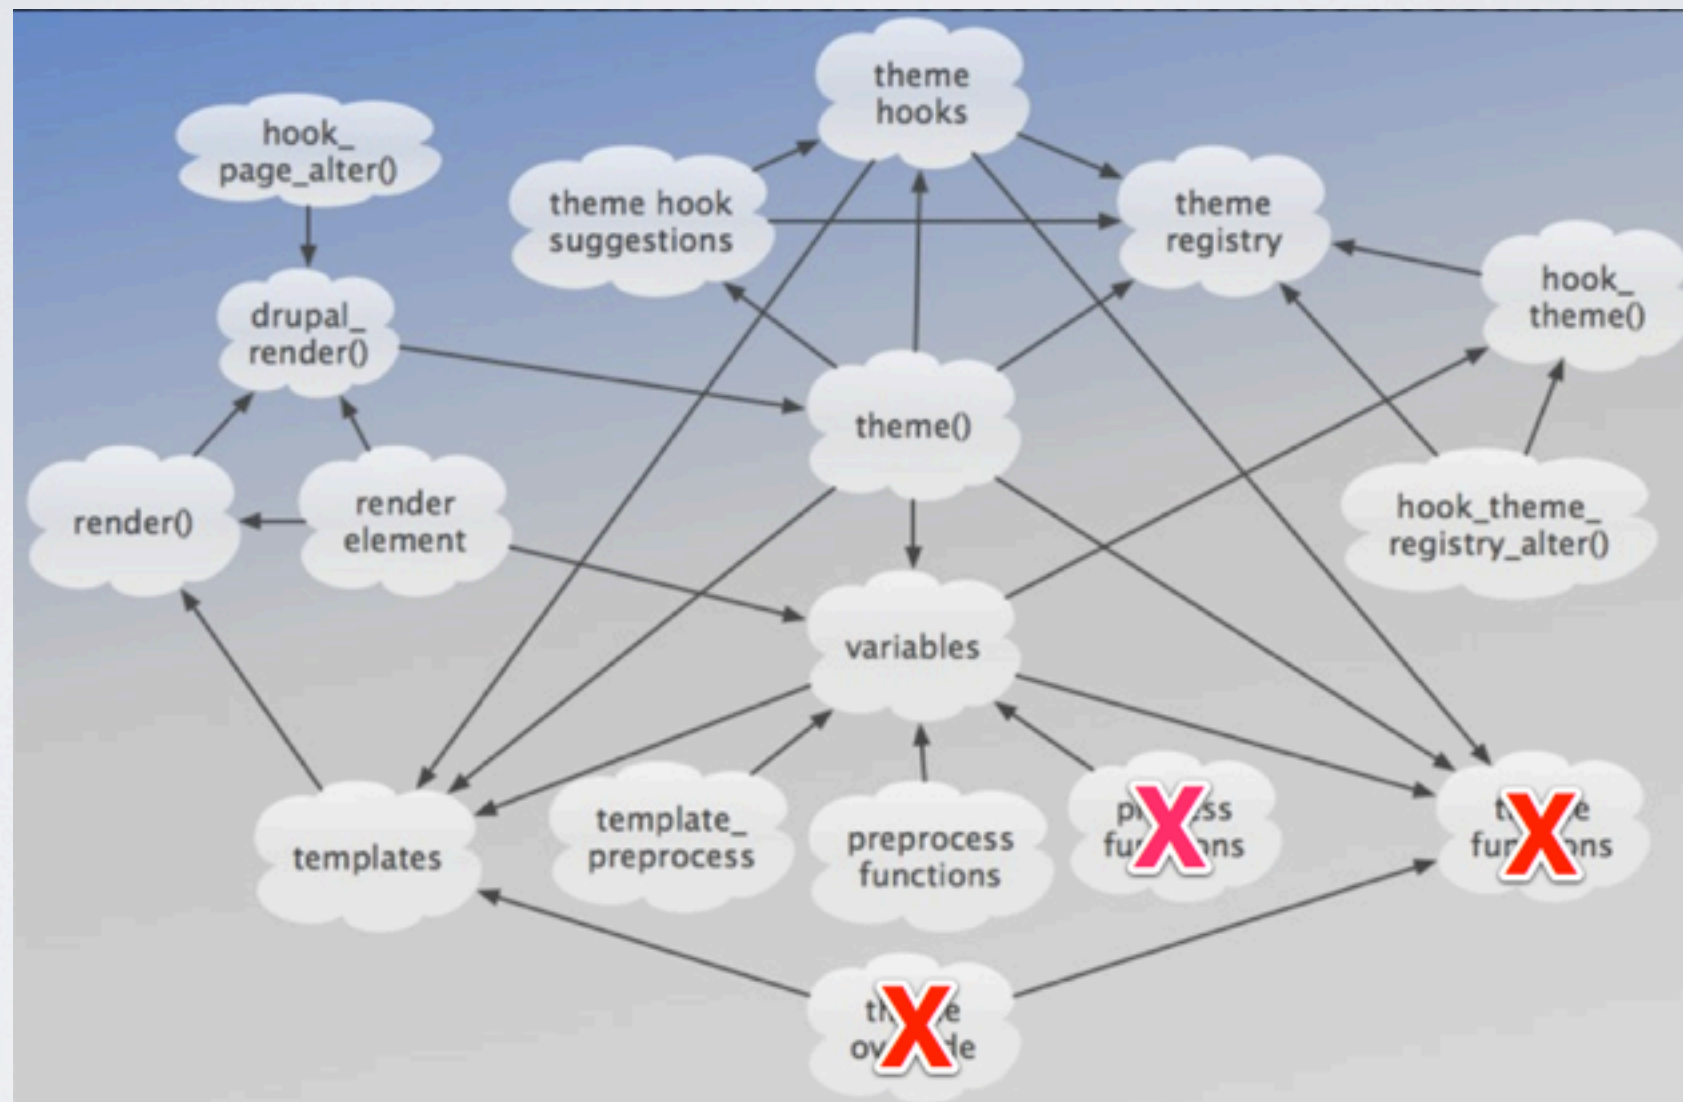 theme
hooks
hook_
page_alter()
theme hook
suggestions
theme
registry
hook_
theme()
drupal_
render()
theme()
render()
render
element
hook_theme_
registry_alter()
variables
templates
template_
preprocess
preprocess
functions
X
X
X